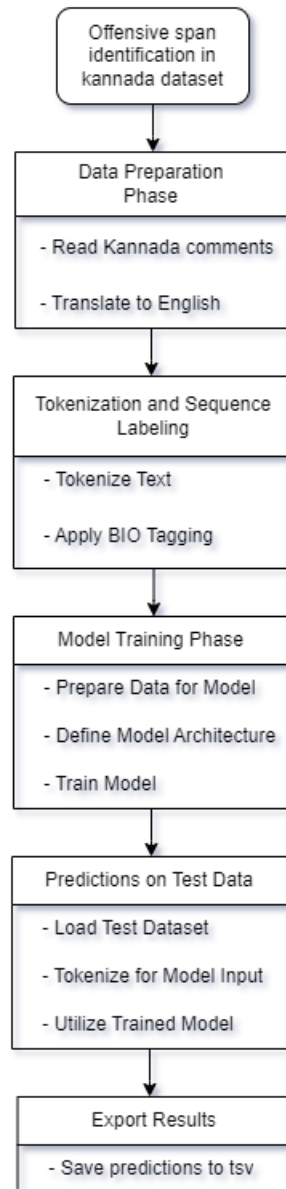 Offensive span
identification in
kannada dataset
Data Preparation
Phase
- Read Kannada comments
- Translate to English
Tokenization and Sequence
Labeling
- Tokenize Text
- Apply BIO Tagging
Model Training Phase
- Prepare Data for Model
- Define Model Architecture
- Train Model
Predictions on Test Data
- Load Test Dataset
- Tokenize for Model Input
- Utilize Trained Model
Export Results
- Save predictions to tsv